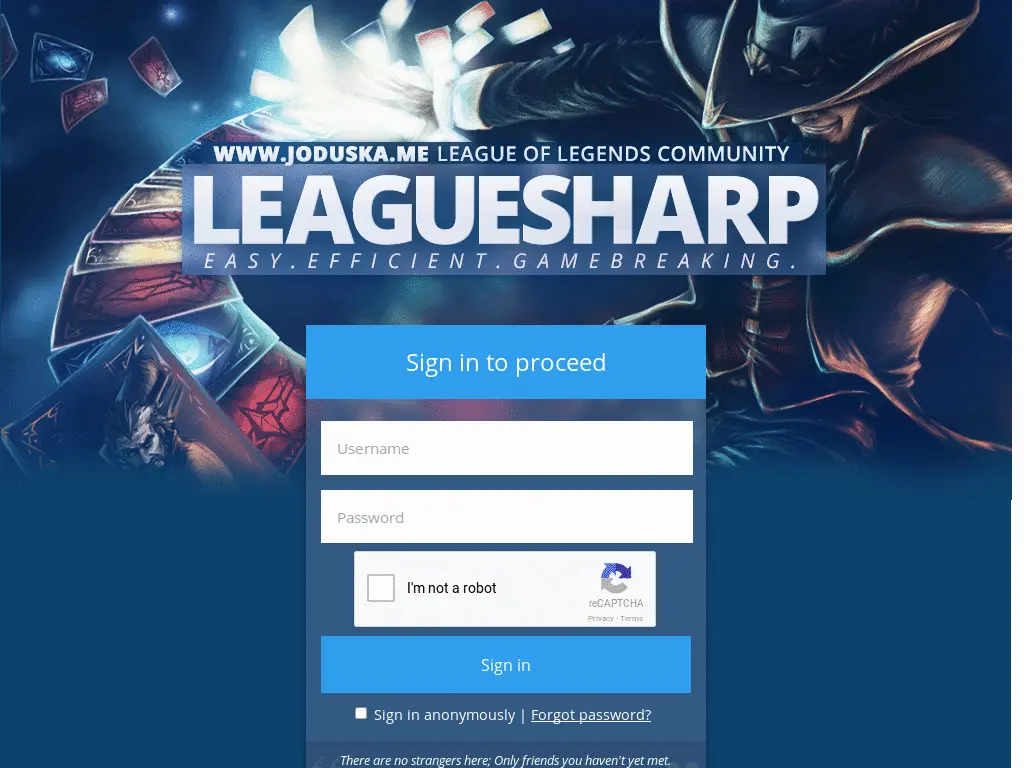 WWW.JODUSKA.ME LEAGUE OF LEGENDS COMMUNITY
LEAGUESHARP
EASY.EFFICIENT.GAMEBREAKING.
Sign in to proceed
Username
Password
I'm not a robot
reCAPTCHA
Privacy - Terms
Sign in
Sign in anonymously | Forgot password?
There are no strangers here; Only friends you haven't yet met.